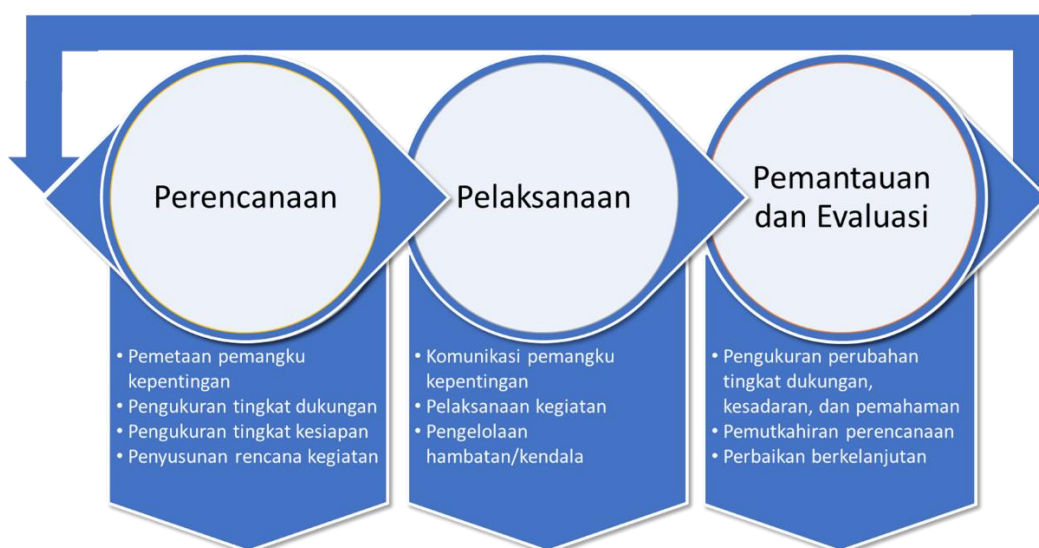 Perencanaan
• Pemetaan pemangku
kepentingan
• Pengukuran tingkat dukungan
• Pengukuran tingkat kesiapan
• Penyusunan rencana kegiatan
Pelaksanaan
• Komunikasi pemangku
kepentingan
• Pelaksanaan kegiatan
• Pengelolaan
hambatan/kendala
Pemantauan
dan Evaluasi
• Pengukuran perubahan
tingkat dukungan,
kesadaran, dan pemahaman
• Pemutkahiran perencanaan
• Perbaikan berkelanjutan